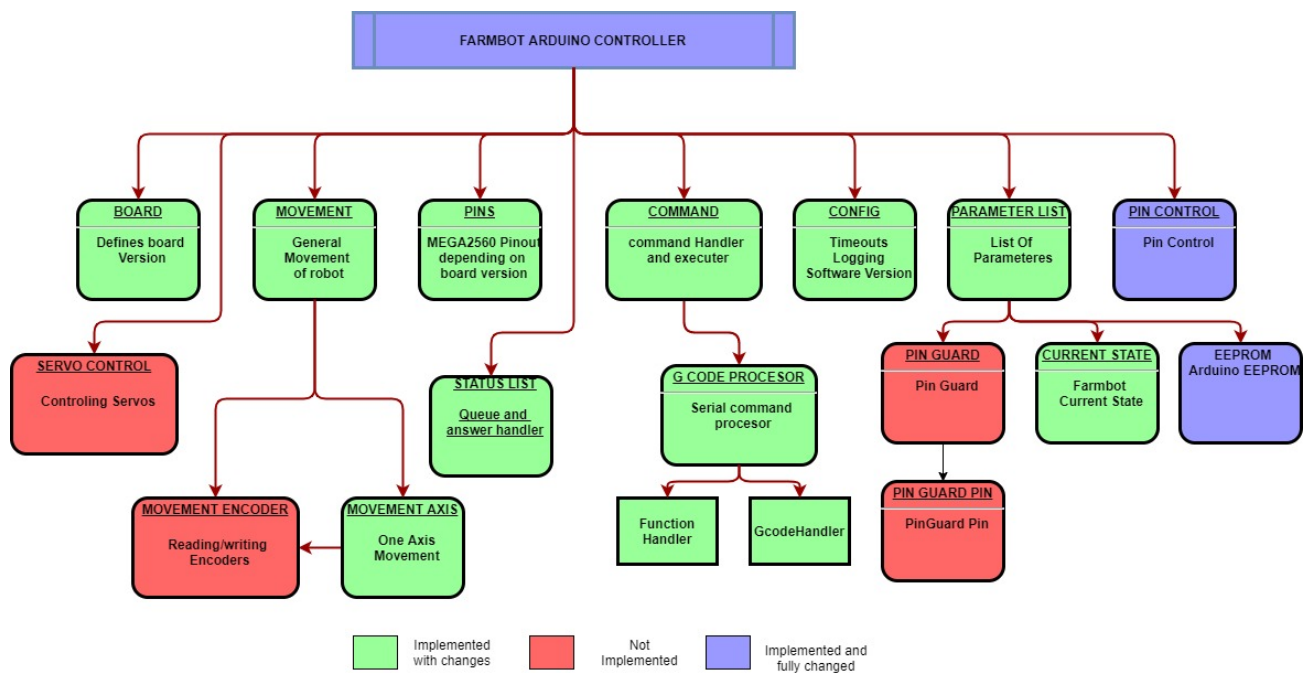 FARMBOT ARDUINO CONTROLLER
BOARD
Defines board
Version
MOVEMENT
General
Movement
of robot
PINS
MEGA2560 Pinout
depending on
board version
COMMAND
command Handler
and executer
CONFIG
Timeouts
Logging
Software Version
PARAMETER LIST
List Of
Parameteres
PIN CONTROL
Pin Control
SERVO CONTROL
Controling Servos
STATUS LIST
Queue and
answer handler
G CODE PROCESOR
Serial command
procesor
PIN GUARD
Pin Guard
CURRENT STATE
Farmbot
Current State
EEPROM
Arduino EEPROM
MOVEMENT ENCODER
Reading/writing
Encoders
MOVEMENT AXIS
One Axis
Movement
Function
Handler
GcodeHandler
PIN GUARD PIN
PinGuard Pin
Implemented
with changes
Not
Implemented
Implemented and
fully changed